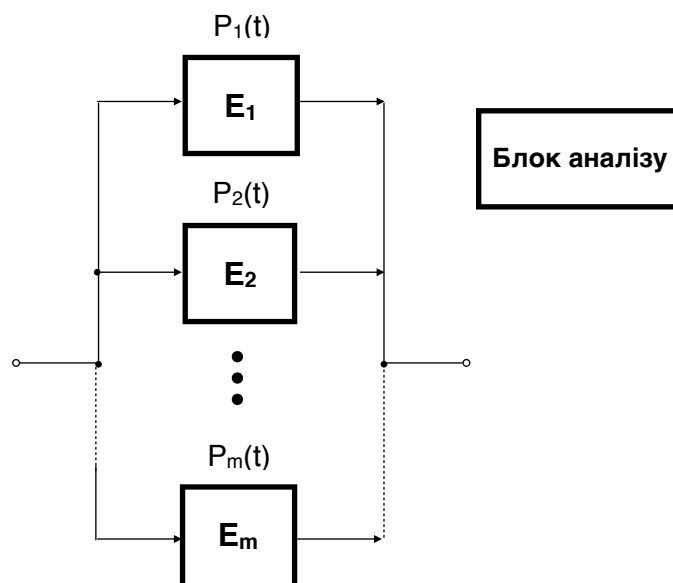 P₁(t)
E₁
Блок аналізу
P₂(t)
E₂
Pₘ(t)
Eₘ